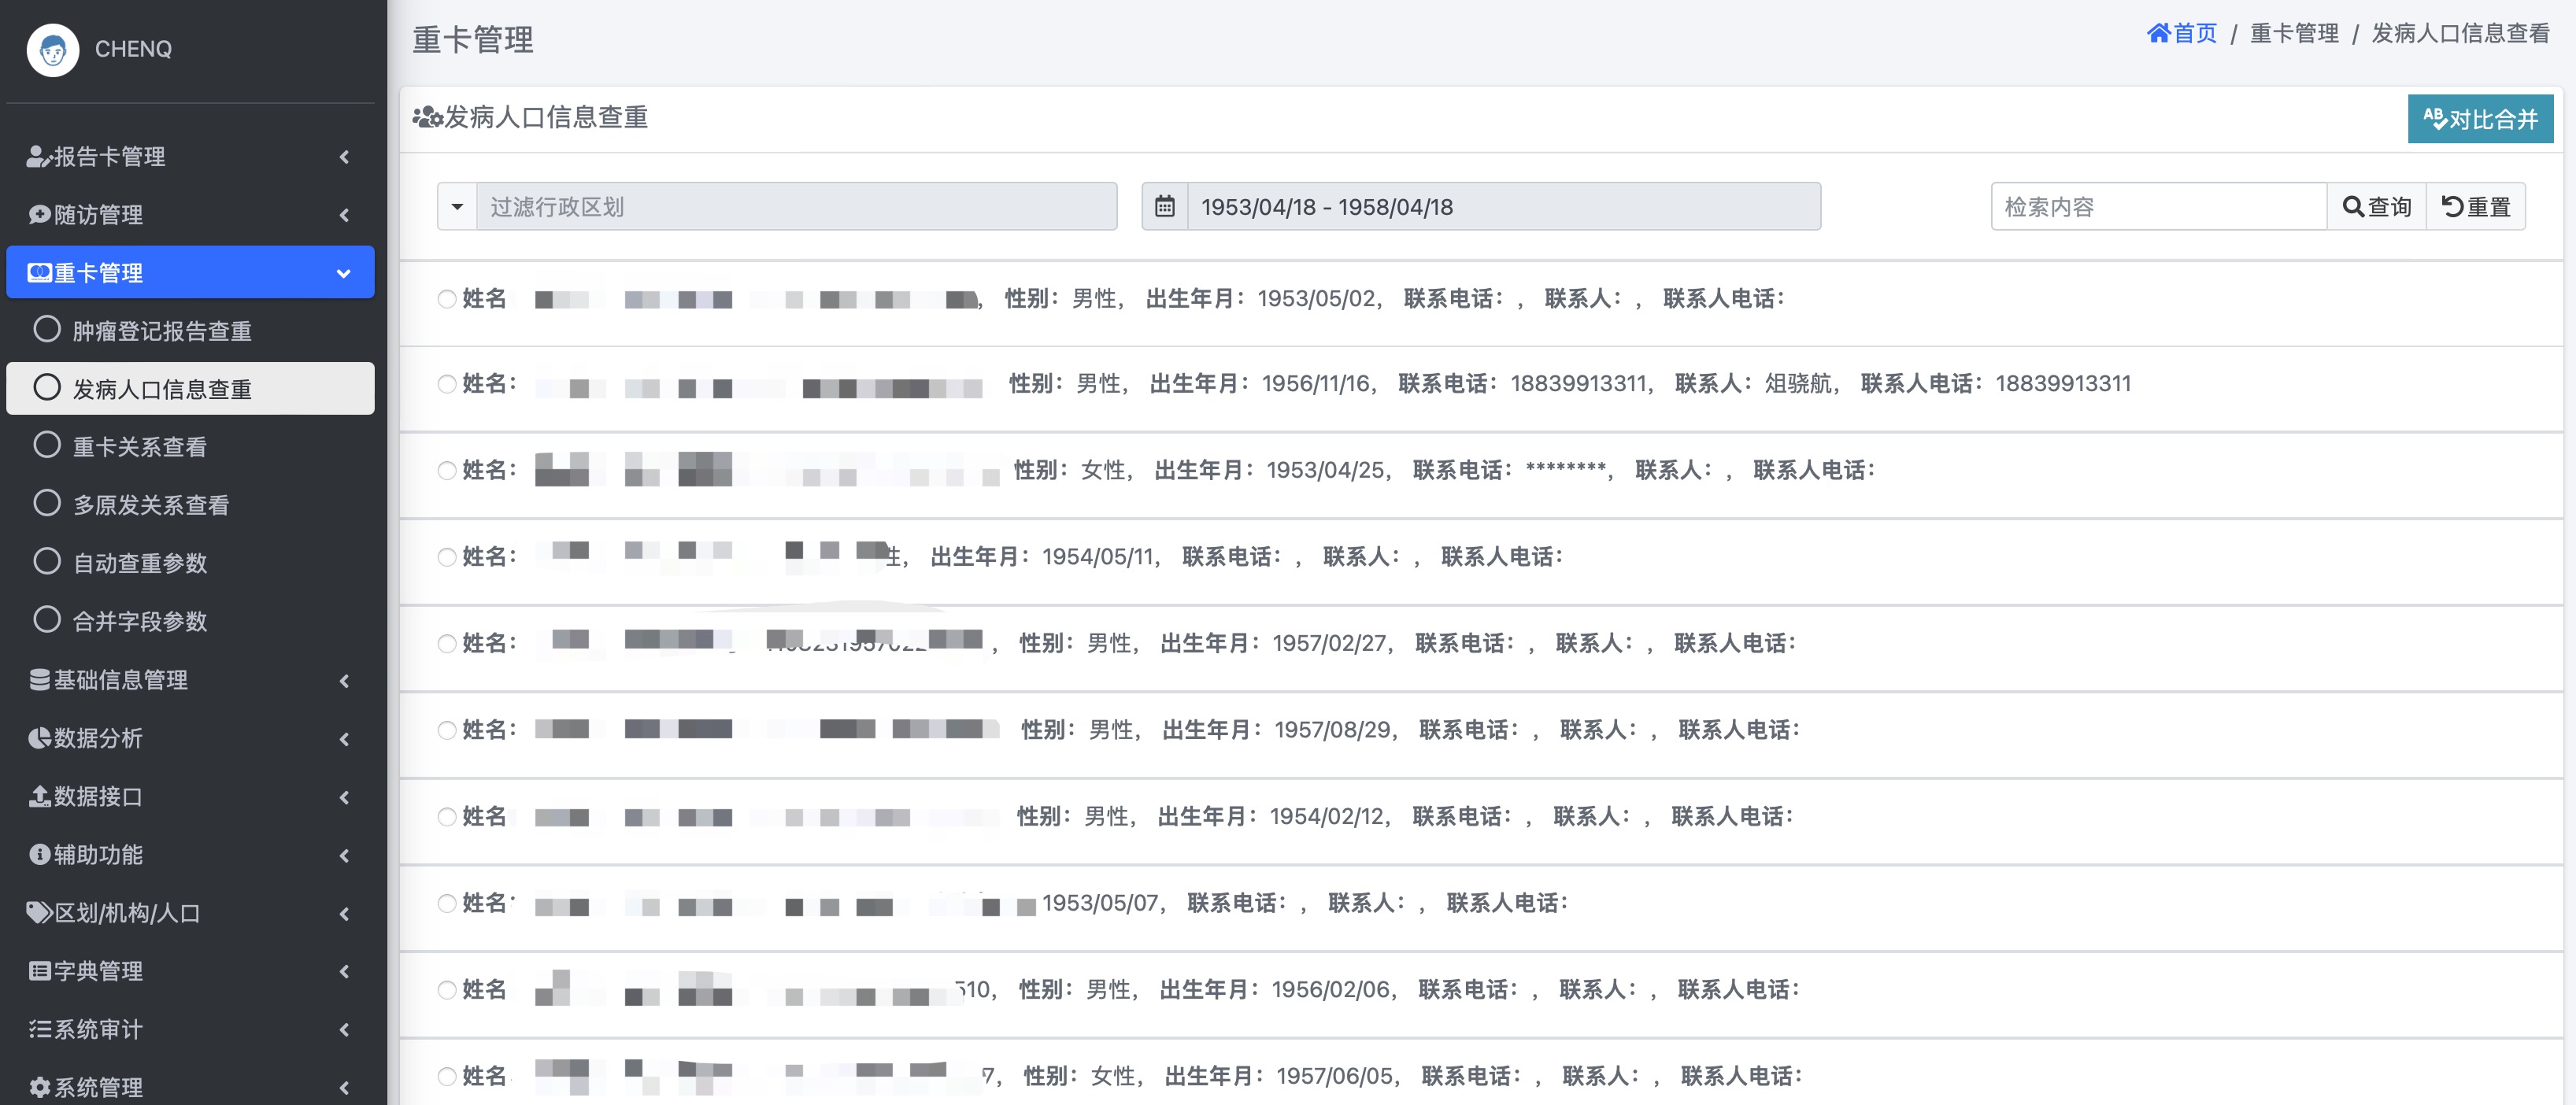 CHENQ
报告卡管理
随访管理
重卡管理
肿瘤登记报告查重
发病人口信息查重
重卡关系查看
多原发关系查看
自动查重参数
合并字段参数
基础信息管理
数据分析
数据接口
辅助功能
区划/机构/人口
字典管理
系统审计
系统管理
重卡管理
首页 / 重卡管理 / 发病人口信息查看
发病人口信息查重
对比合并
过滤行政区划
1953/04/18 - 1958/04/18
检索内容
查询
重置
姓名 , 性别：男性, 出生年月：1953/05/02, 联系电话：, 联系人：, 联系人电话：
姓名： 性别：男性, 出生年月：1956/11/16, 联系电话：18839913311, 联系人：俎骁航, 联系人电话：18839913311
姓名： 性别：女性, 出生年月：1953/04/25, 联系电话：********, 联系人：, 联系人电话：
姓名： 性, 出生年月：1954/05/11, 联系电话：, 联系人：, 联系人电话：
姓名： , 性别：男性, 出生年月：1957/02/27, 联系电话：, 联系人：, 联系人电话：
姓名： 性别：男性, 出生年月：1957/08/29, 联系电话：, 联系人：, 联系人电话：
姓名 性别：男性, 出生年月：1954/02/12, 联系电话：, 联系人：, 联系人电话：
姓名 1953/05/07, 联系电话：, 联系人：, 联系人电话：
姓名 510, 性别：男性, 出生年月：1956/02/06, 联系电话：, 联系人：, 联系人电话：
姓名 7, 性别：女性, 出生年月：1957/06/05, 联系电话：, 联系人：, 联系人电话：